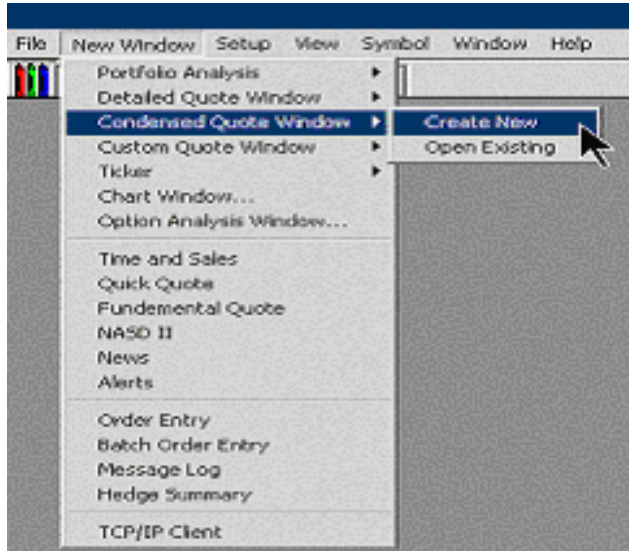 File New Window Setup View Symbol Window Help
Portfolio Analysis
Detailed Quote Window
Condensed Quote Window Create New
Custom Quote Window Open Existing
Ticker
Chart Window...
Option Analysis Window...
Time and Sales
Quick Quote
Fundemental Quote
NASD II
News
Alerts
Order Entry
Batch Order Entry
Message Log
Hedge Summary
TCP/IP Client